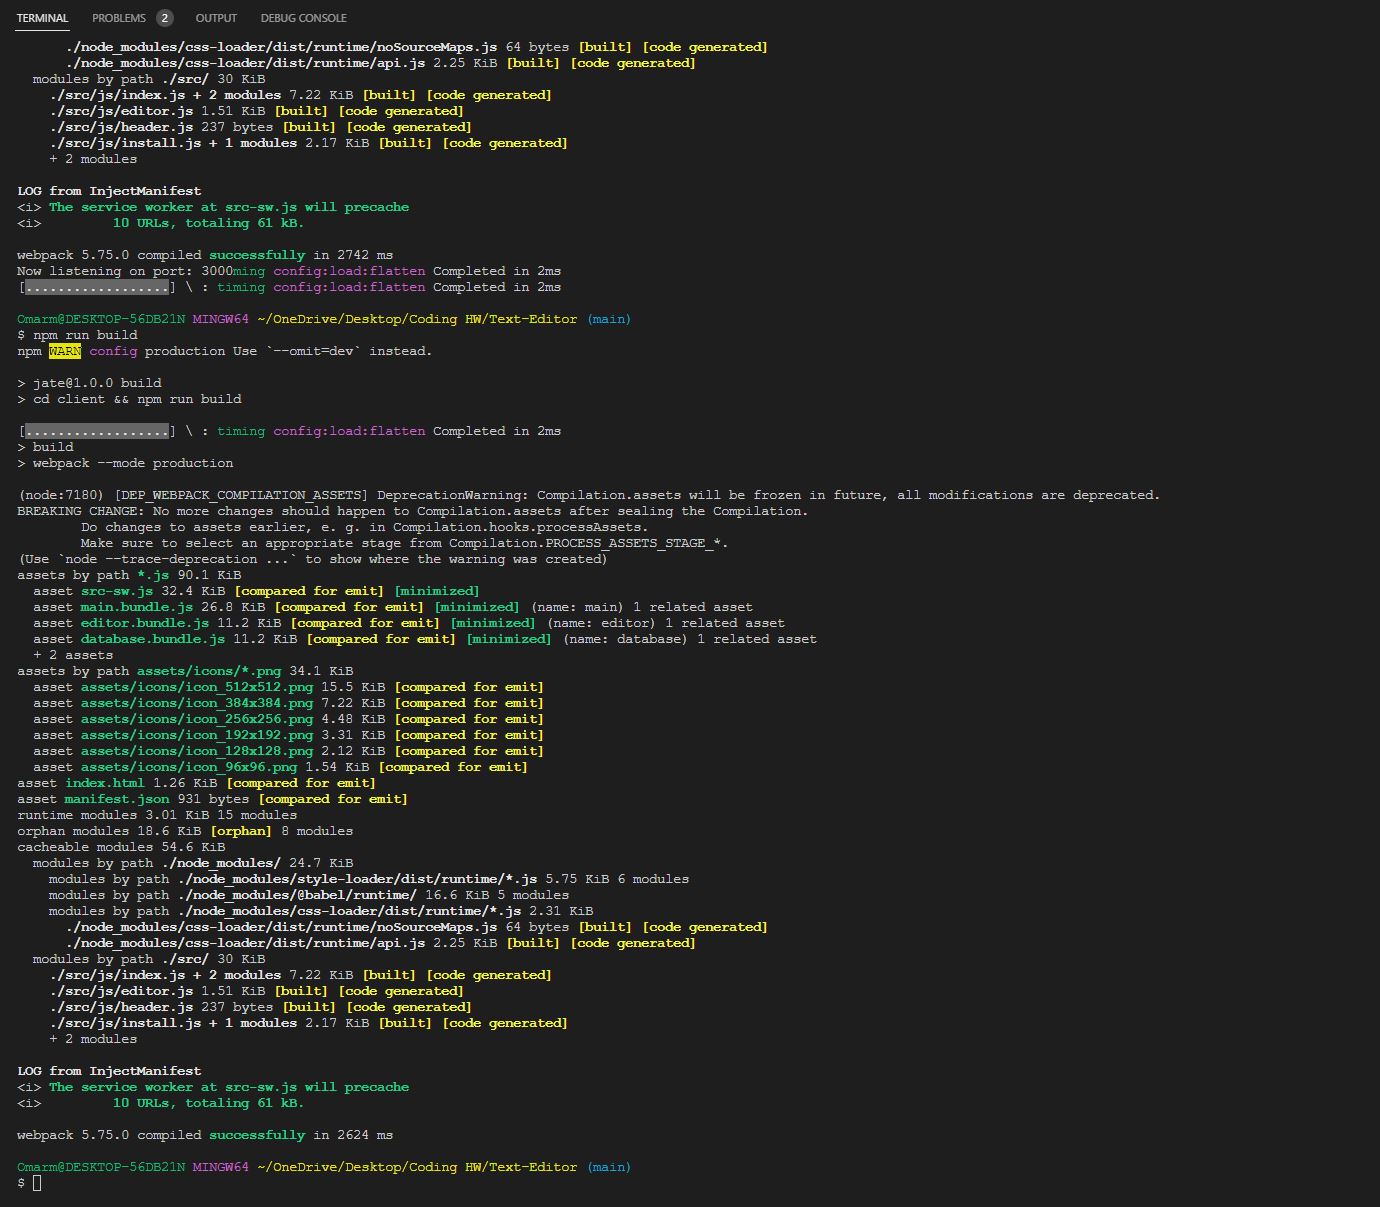 TERMINAL PROBLEMS 2 OUTPUT DEBUG CONSOLE
./node_modules/css-loader/dist/runtime/noSourceMaps.js 64 bytes [built] [code generated]
./node_modules/css-loader/dist/runtime/api.js 2.25 KiB [built] [code generated]
modules by path ./src/ 30 KiB
./src/js/index.js + 2 modules 7.22 KiB [built] [code generated]
./src/js/editor.js 1.51 KiB [built] [code generated]
./src/js/header.js 237 bytes [built] [code generated]
./src/js/install.js + 1 modules 2.17 KiB [built] [code generated]
+ 2 modules
LOG from InjectManifest
<i> The service worker at src-sw.js will precache
<i> 10 URLs, totaling 61 kB.
webpack 5.75.0 compiled successfully in 2742 ms
Now listening on port: 3000ming config:load:flatten Completed in 2ms
[..................] \ : timing config:load:flatten Completed in 2ms
Omarm@DESKTOP-56DB21N MINGW64 ~/OneDrive/Desktop/Coding HW/Text-Editor (main)
$ npm run build
npm WARN config production Use `--omit=dev` instead.
> jate@1.0.0 build
> cd client && npm run build
[..................] \ : timing config:load:flatten Completed in 2ms
> build
> webpack --mode production
(node:7180) [DEP_WEBPACK_COMPILATION_ASSETS] DeprecationWarning: Compilation.assets will be frozen in future, all modifications are deprecated.
BREAKING CHANGE: No more changes should happen to Compilation.assets after sealing the Compilation.
Do changes to assets earlier, e. g. in Compilation.hooks.processAssets.
Make sure to select an appropriate stage from Compilation.PROCESS_ASSETS_STAGE_*.
(Use `node --trace-deprecation ...` to show where the warning was created)
assets by path *.js 90.1 KiB
asset src-sw.js 32.4 KiB [compared for emit] [minimized]
asset main.bundle.js 26.8 KiB [compared for emit] [minimized] (name: main) 1 related asset
asset editor.bundle.js 11.2 KiB [compared for emit] [minimized] (name: editor) 1 related asset
asset database.bundle.js 11.2 KiB [compared for emit] [minimized] (name: database) 1 related asset
+ 2 assets
assets by path assets/icons/*.png 34.1 KiB
asset assets/icons/icon_512x512.png 15.5 KiB [compared for emit]
asset assets/icons/icon_384x384.png 7.22 KiB [compared for emit]
asset assets/icons/icon_256x256.png 4.48 KiB [compared for emit]
asset assets/icons/icon_192x192.png 3.31 KiB [compared for emit]
asset assets/icons/icon_128x128.png 2.12 KiB [compared for emit]
asset assets/icons/icon_96x96.png 1.54 KiB [compared for emit]
asset index.html 1.26 KiB [compared for emit]
asset manifest.json 931 bytes [compared for emit]
runtime modules 3.01 KiB 15 modules
orphan modules 18.6 KiB [orphan] 8 modules
cacheable modules 54.6 KiB
modules by path ./node_modules/ 24.7 KiB
modules by path ./node_modules/style-loader/dist/runtime/*.js 5.75 KiB 6 modules
modules by path ./node_modules/@babel/runtime/ 16.6 KiB 5 modules
modules by path ./node_modules/css-loader/dist/runtime/*.js 2.31 KiB
./node_modules/css-loader/dist/runtime/noSourceMaps.js 64 bytes [built] [code generated]
./node_modules/css-loader/dist/runtime/api.js 2.25 KiB [built] [code generated]
modules by path ./src/ 30 KiB
./src/js/index.js + 2 modules 7.22 KiB [built] [code generated]
./src/js/editor.js 1.51 KiB [built] [code generated]
./src/js/header.js 237 bytes [built] [code generated]
./src/js/install.js + 1 modules 2.17 KiB [built] [code generated]
+ 2 modules
LOG from InjectManifest
<i> The service worker at src-sw.js will precache
<i> 10 URLs, totaling 61 kB.
webpack 5.75.0 compiled successfully in 2624 ms
Omarm@DESKTOP-56DB21N MINGW64 ~/OneDrive/Desktop/Coding HW/Text-Editor (main)
$